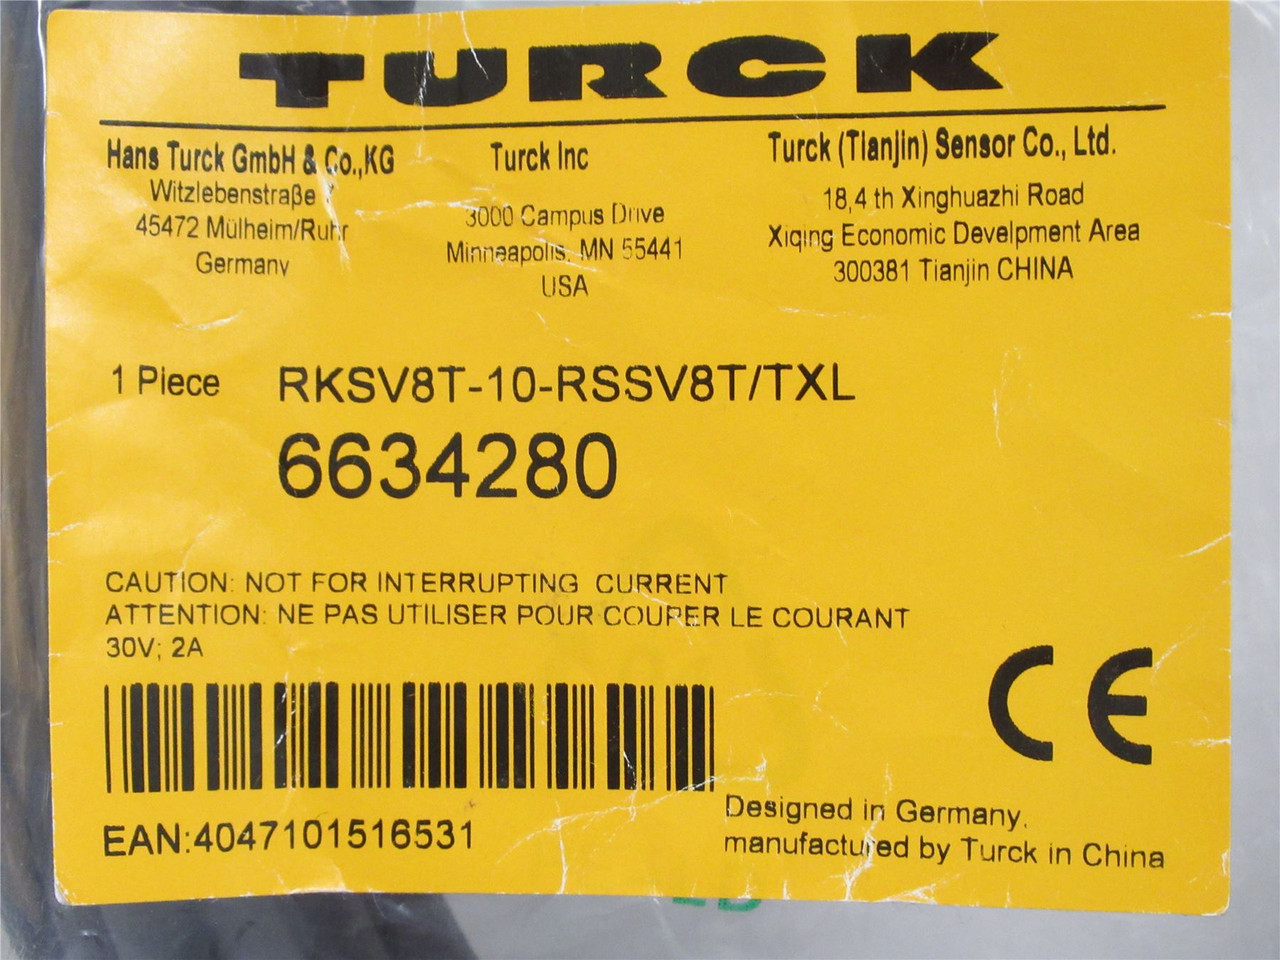 TURCK
Hans Turck GmbH & Co.,KG
Witzlebenstraße 7
45472 Mülheim/Ruhr
Germany
Turck Inc
3000 Campus Drive
Minneapolis, MN 55441
USA
Turck (Tianjin) Sensor Co., Ltd.
18,4 th Xinghuazhi Road
Xiqing Economic Develpment Area
300381 Tianjin CHINA
1 Piece RKSV8T-10-RSSV8T/TXL
6634280
CAUTION: NOT FOR INTERRUPTING CURRENT
ATTENTION: NE PAS UTILISER POUR COUPER LE COURANT
30V; 2A
CE
EAN:4047101516531
Designed in Germany,
manufactured by Turck in China